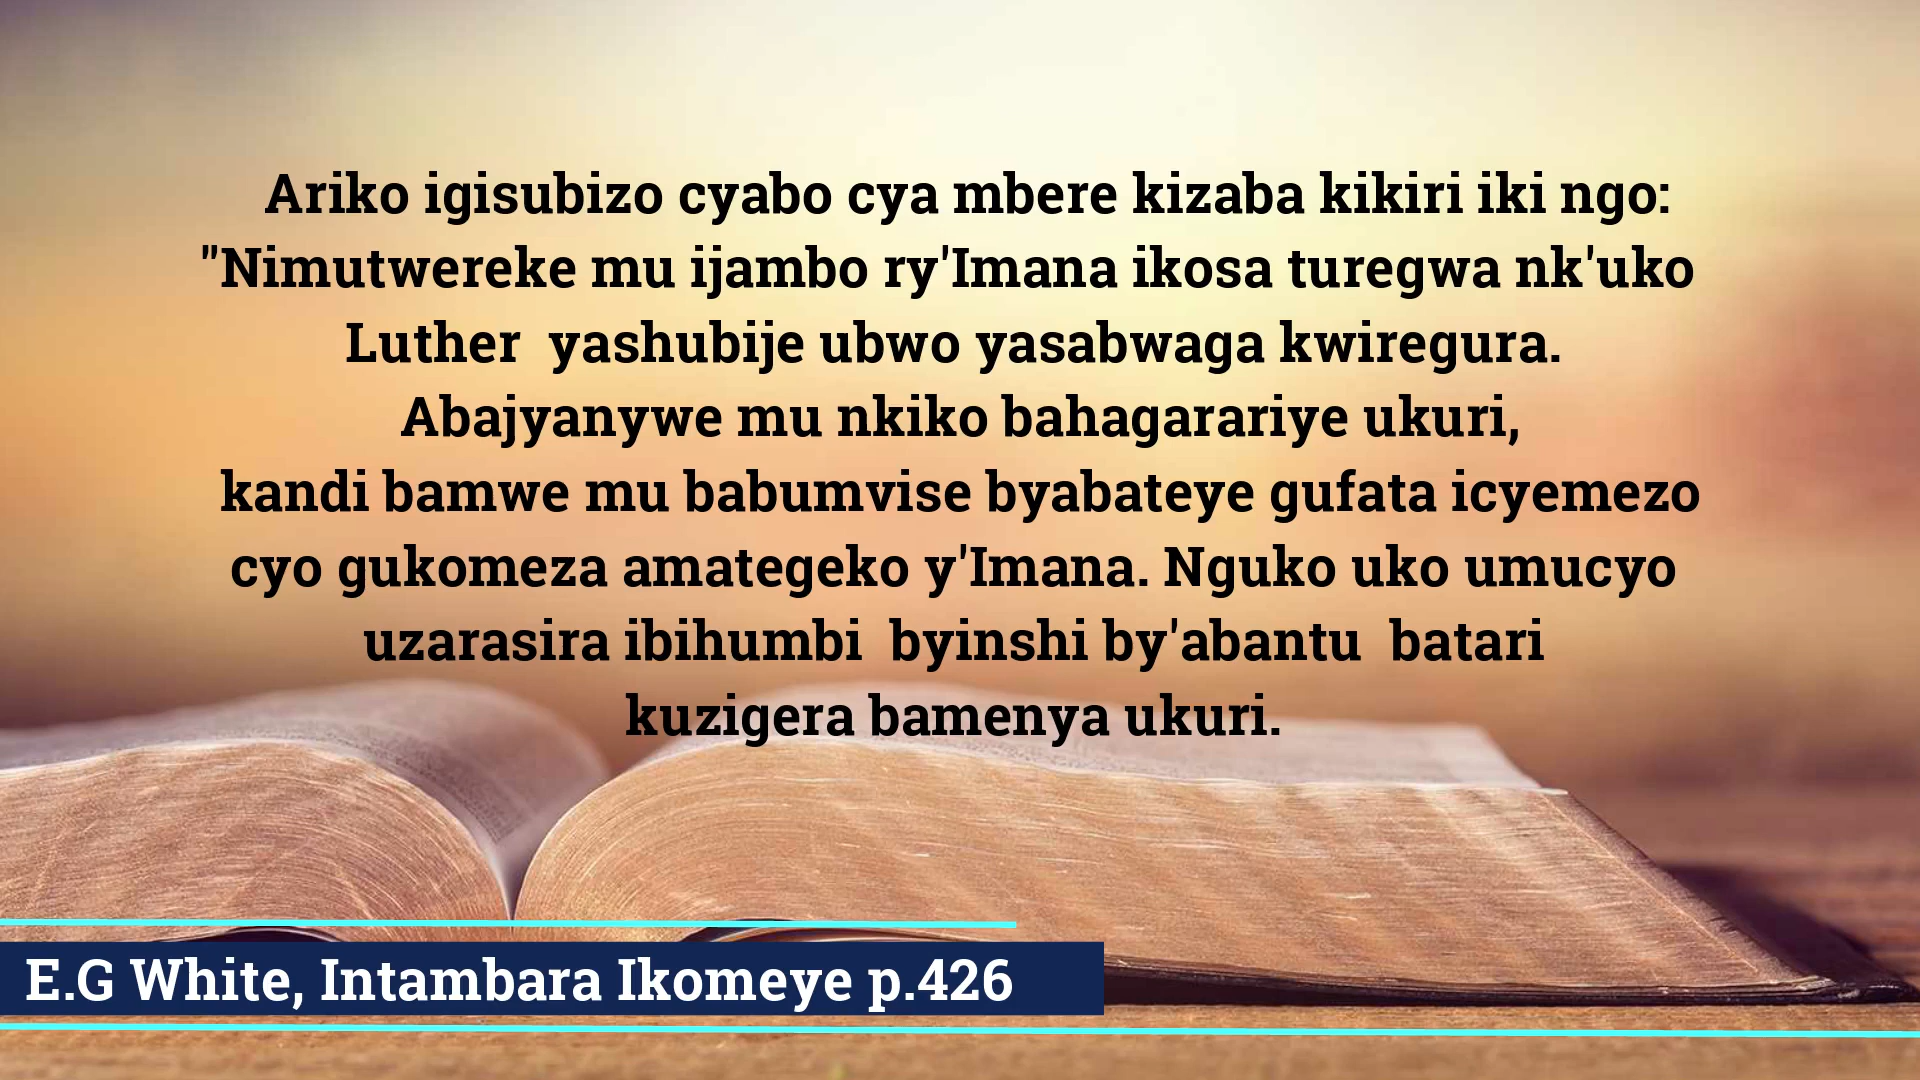 Ariko igisubizo cyabo cya mbere kizaba kikiri iki ngo:
"Nimutwereke mu ijambo ry'Imana ikosa turegwa nk'uko
Luther yashubije ubwo yasabwaga kwiregura.
Abajyanywe mu nkiko bahagarariye ukuri,
kandi bamwe mu babumvise byabateye gufata icyemezo
cyo gukomeza amategeko y'Imana. Nguko uko umucyo
uzarasira ibihumbi byinshi by'abantu batari
kuzigera bamenya ukuri.
E.G White, Intambara Ikomeye p.426